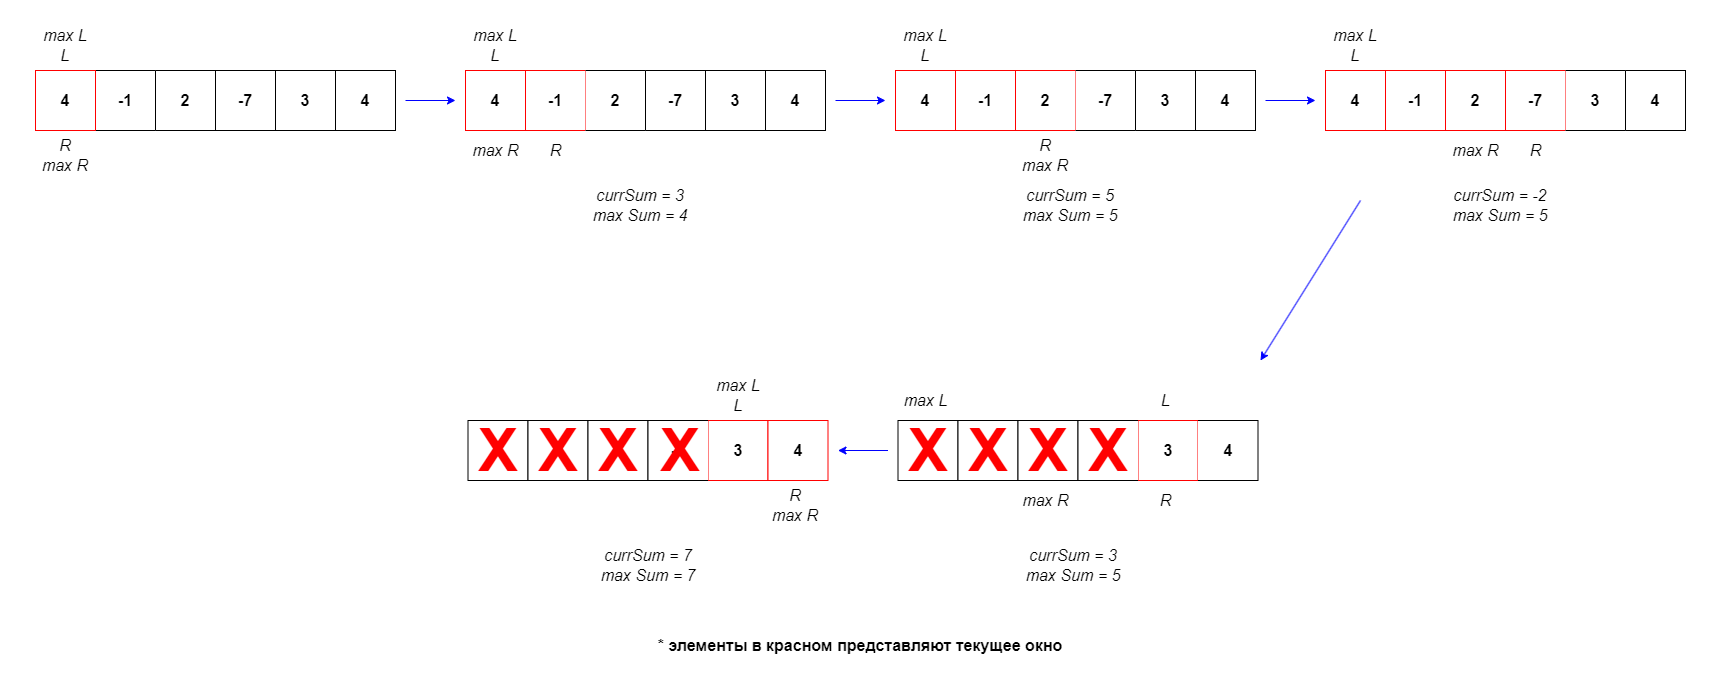 max L
L
4 -1 2 -7 3 4
R
max R
max L
L
4 -1 2 -7 3 4
max R R
currSum = 3
max Sum = 4
max L
L
4 -1 2 -7 3 4
R
max R
currSum = 5
max Sum = 5
max L
L
4 -1 2 -7 3 4
max R R
currSum = -2
max Sum = 5
max L
L
X X X X 3 4
R
max R
currSum = 7
max Sum = 7
max L L
X X X X 3 4
max R R
currSum = 3
max Sum = 5
* элементы в красном представляют текущее окно